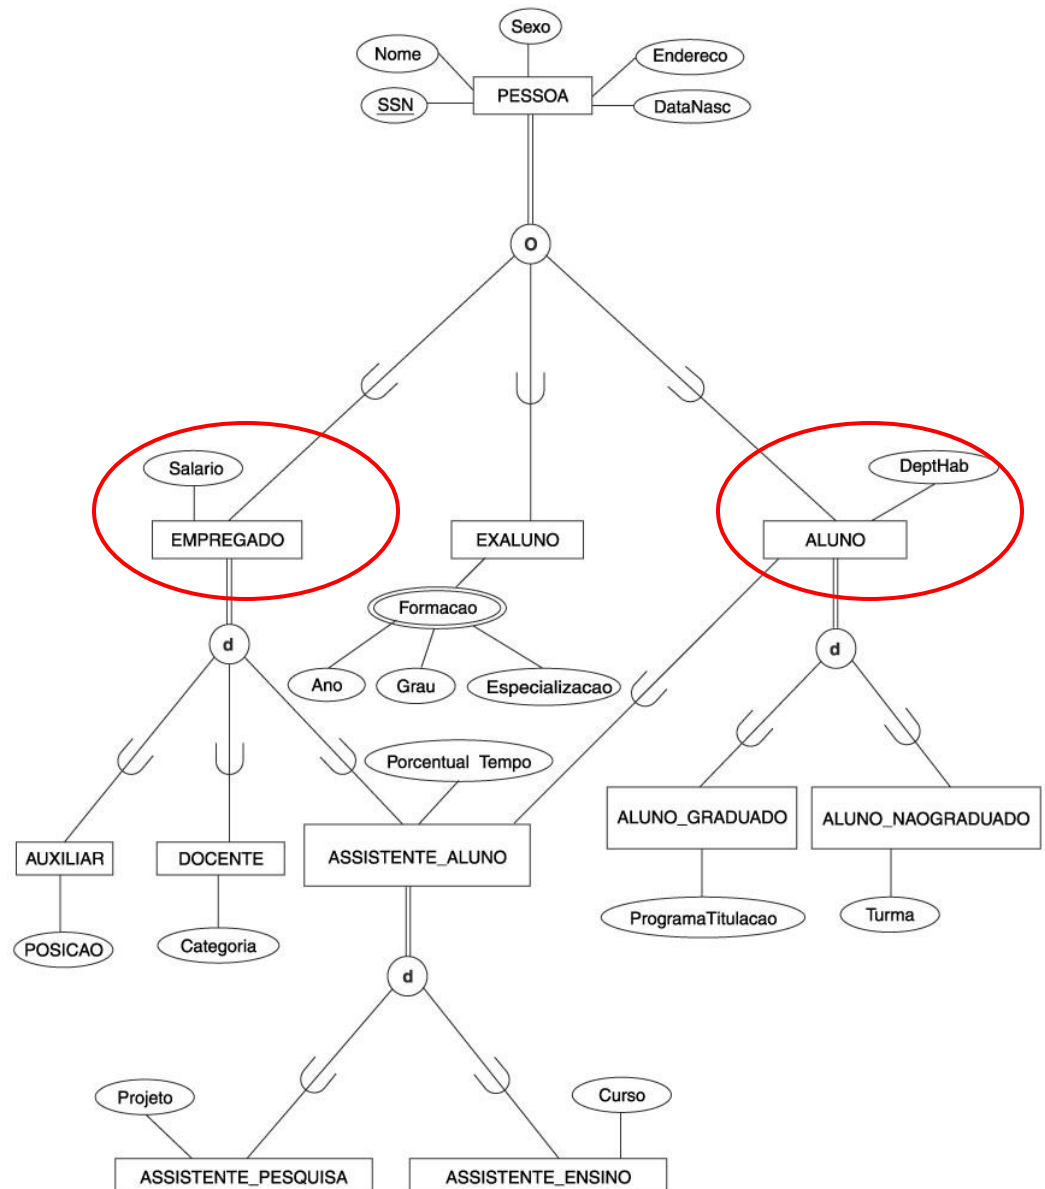 Sexo
Nome
Endereco
SSN
PESSOA
DataNasc
O
Salario
DeptHab
EMPREGADO
EXALUNO
ALUNO
Formacao
d
d
Ano
Grau
Especializacao
Porcentual Tempo
ALUNO_GRADUADO
ALUNO_NAOGRADUADO
AUXILIAR
DOCENTE
ASSISTENTE_ALUNO
ProgramaTitulacao
Turma
POSICAO
Categoria
d
Projeto
Curso
ASSISTENTE_PESQUISA
ASSISTENTE_ENSINO